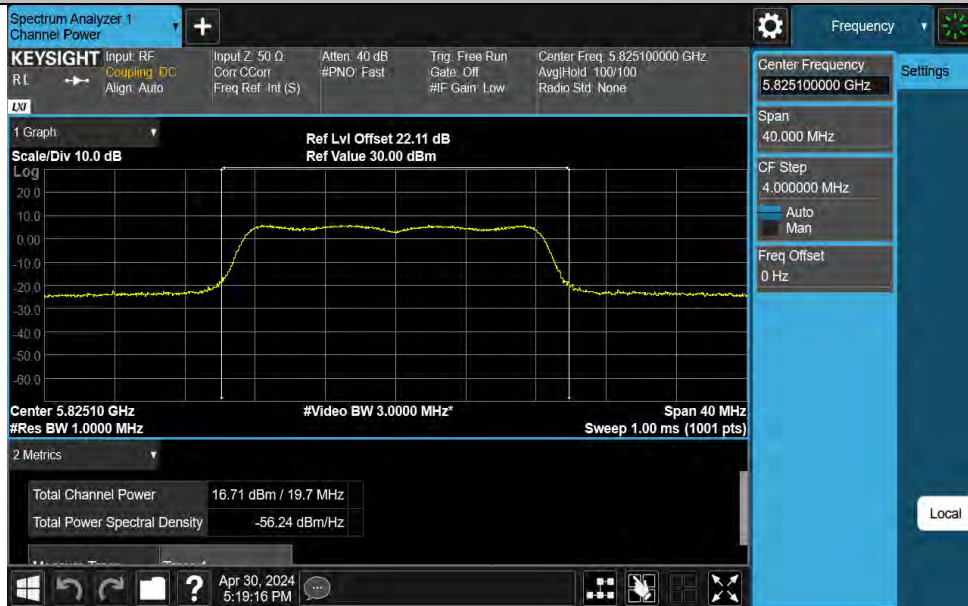 Spectrum Analyzer 1
Channel Power
+
Frequency
KEYSIGHT
RL
LXI
Input: RF
Coupling: DC
Align: Auto
Input Z: 50 Ω
Corr CCorr
Freq Ref: Int (S)
Atten: 40 dB
#PNO: Fast
Trig: Free Run
Gate: Off
#IF Gain: Low
Center Freq: 5.825100000 GHz
Avg|Hold: 100/100
Radio Std: None
Center Frequency
5.825100000 GHz
Settings
Span
40.000 MHz
CF Step
4.000000 MHz
Auto
Man
Freq Offset
0 Hz
1 Graph
Ref Lvl Offset 22.11 dB
Scale/Div 10.0 dB
Ref Value 30.00 dBm
Log
20.0
10.0
0.00
-10.0
-20.0
-30.0
-40.0
-50.0
-60.0
Center 5.82510 GHz
#Video BW 3.0000 MHz*
Span 40 MHz
#Res BW 1.0000 MHz
Sweep 1.00 ms (1001 pts)
2 Metrics
Total Channel Power 16.71 dBm / 19.7 MHz
Total Power Spectral Density -56.24 dBm/Hz
Local
?
Apr 30, 2024
5:19:16 PM